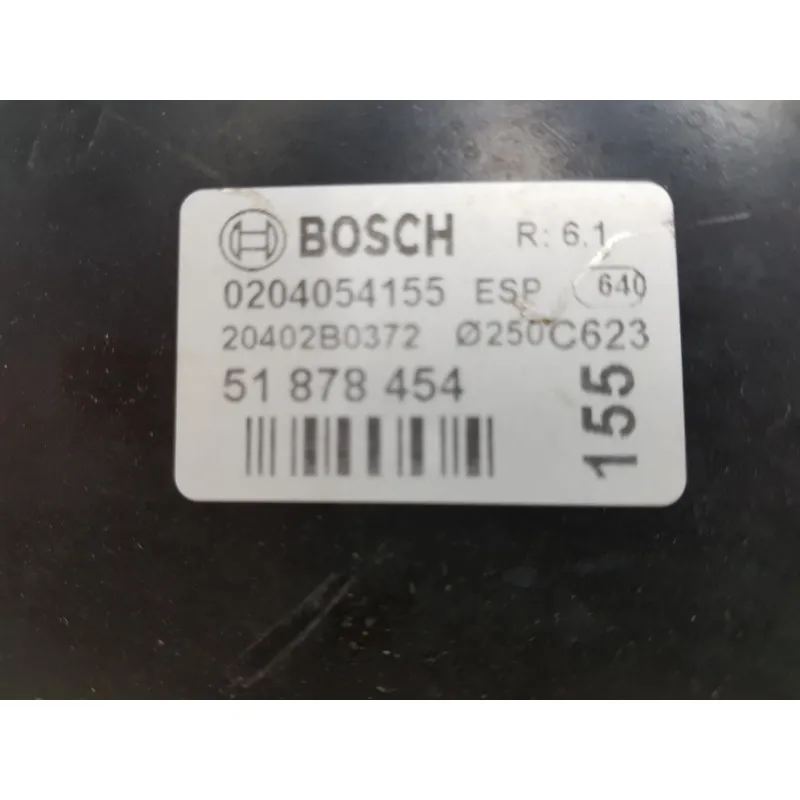 BOSCH R: 6.1
0204054155 ESP 640
20402B0372 Ø250C623
51 878 454
155